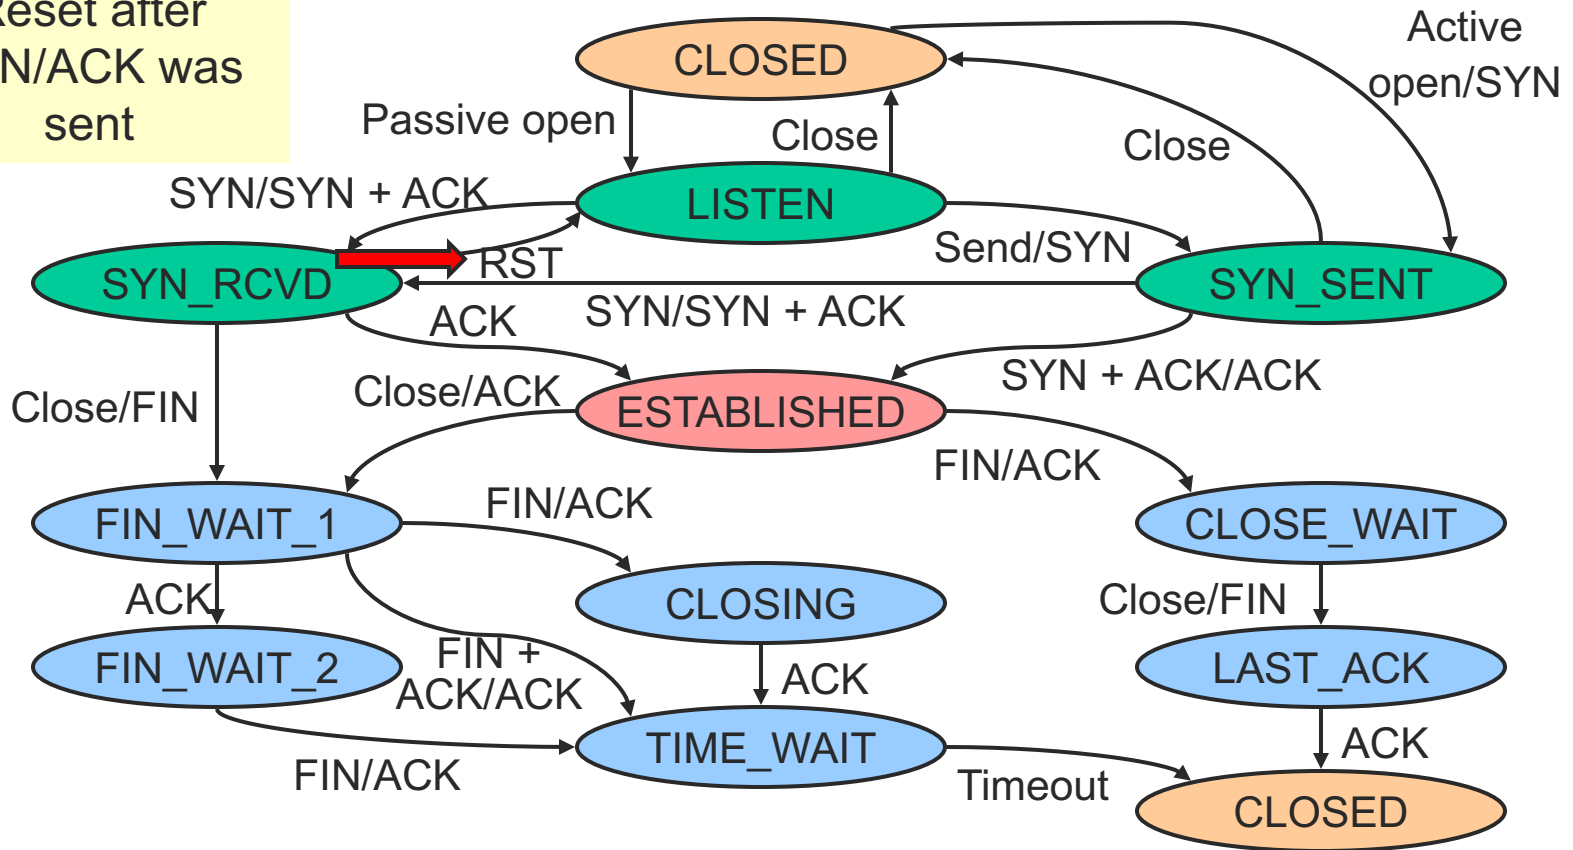 Reset after
N/ACK was
sent
CLOSED
Active
open/SYN
Passive open
Close
Close
SYN/SYN + ACK
LISTEN
Send/SYN
RST
SYN_RCVD
SYN_SENT
SYN/SYN + ACK
ACK
SYN + ACK/ACK
Close/FIN
Close/ACK
ESTABLISHED
FIN/ACK
FIN/ACK
FIN_WAIT_1
CLOSE_WAIT
ACK
CLOSING
Close/FIN
FIN_WAIT_2
FIN +
ACK/ACK
ACK
LAST_ACK
FIN/ACK
TIME_WAIT
Timeout
ACK
CLOSED